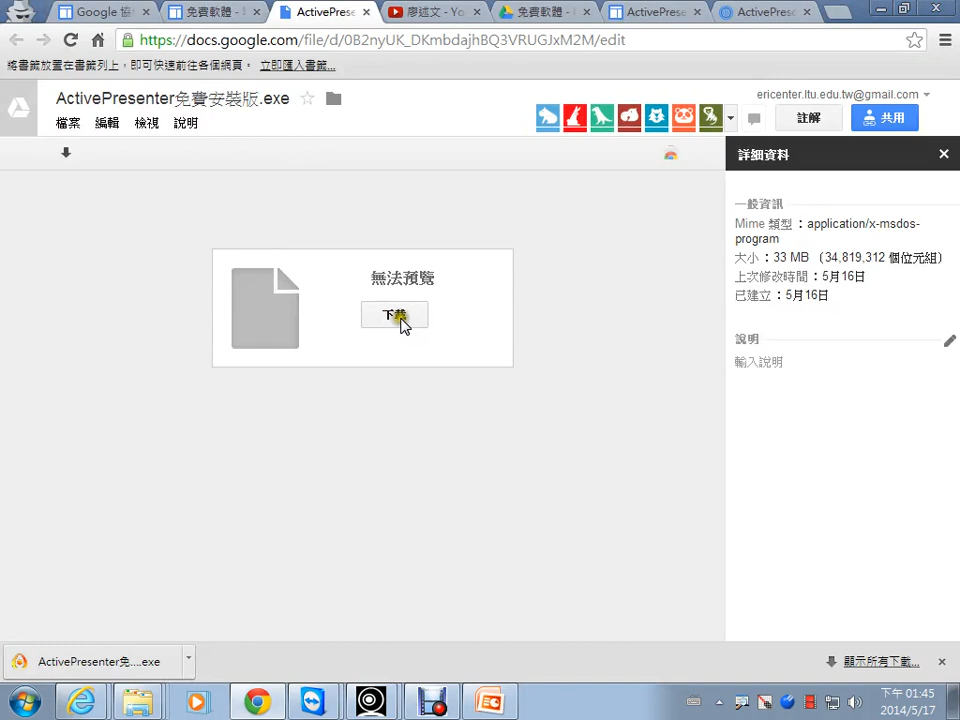 Google 協
免費軟體 -
ActivePrese
廖述文 - Yo
免費軟體 -
ActivePrese
ActivePrese
https://docs.google.com/file/d/0B2nyUK_DKmbdajhBQ3VRUGJxM2M/edit
將書籤放置在書籤列上，即可快速前往各個網頁。 立即匯入書籤...
ActivePresenter免費安裝版.exe
ericenter.ltu.edu.tw@gmail.com
檔案 編輯 檢視 說明
註解
共用
詳細資料
一般資訊
Mime 類型：application/x-msdos-
program
大小：33 MB （34,819,312 個位元組）
上次修改時間：5月16日
已建立：5月16日
無法預覽
下載
說明
輸入說明
ActivePresenter免....exe
顯示所有下載...
下午 01:45
2014/5/17